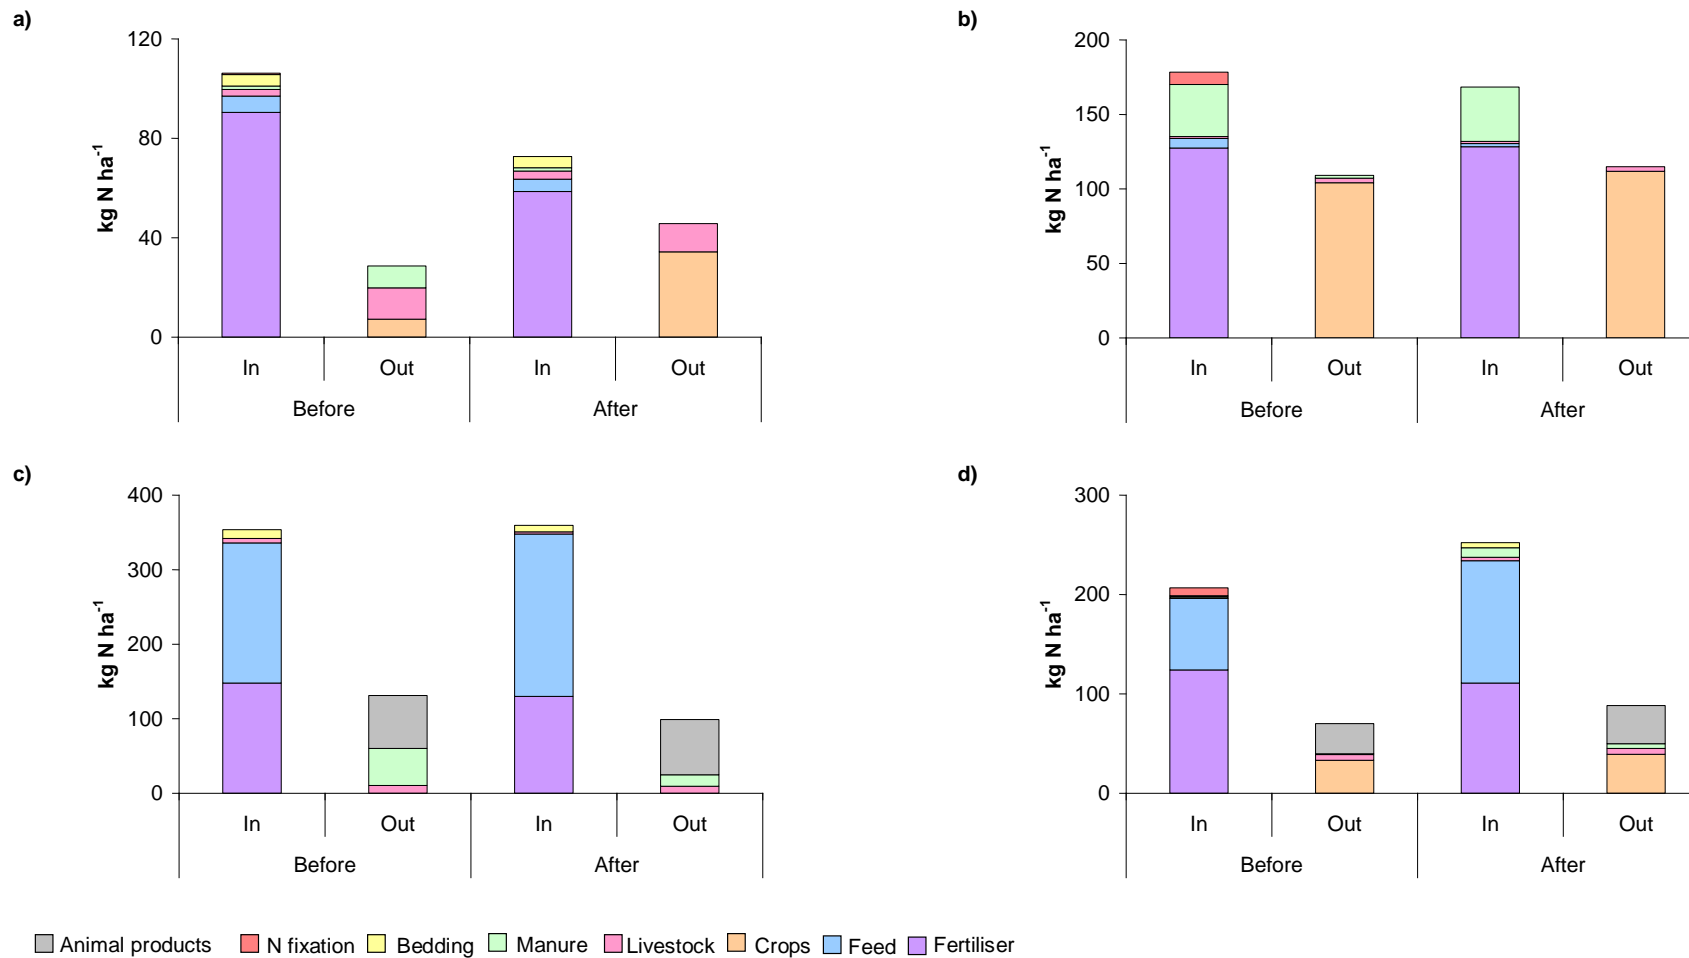 a)
120
80
40
0
kg N ha⁻¹
In
Out
In
Out
Before
After
b)
200
150
100
50
0
kg N ha⁻¹
In
Out
In
Out
Before
After
c)
400
300
200
100
0
kg N ha⁻¹
In
Out
In
Out
Before
After
d)
300
200
100
0
kg N ha⁻¹
In
Out
In
Out
Before
After
Animal products N fixation Bedding Manure Livestock Crops Feed Fertiliser